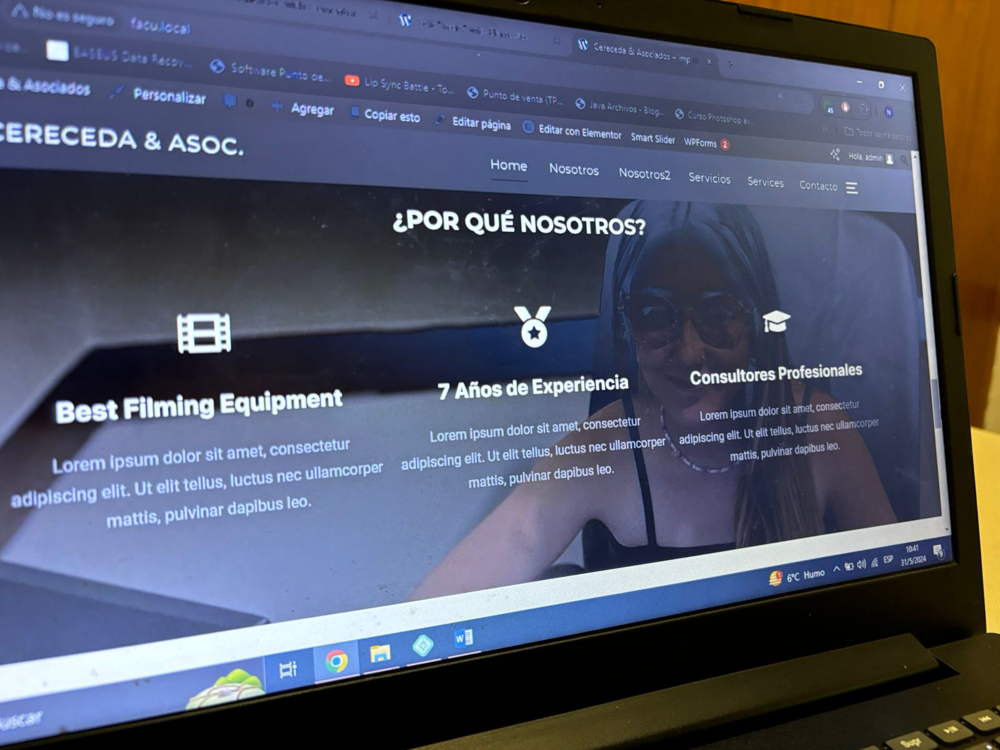 No es seguro facu.local
Cereceda & Asociados – Imp
Software Punto de...
Lip Sync Battle - To...
Punto de venta (TP...
Java Archivos - Blog...
Curso Photoshop av...
& Asociados
Personalizar
0
Agregar
Copiar esto
Editar página
Editar con Elementor
Smart Slider
WPForms 2
45
N
Todos los marcadores
Hola, admin
CERECEDA & ASOC.
Home Nosotros Nosotros2 Servicios Services Contacto
¿POR QUÉ NOSOTROS?
Best Filming Equipment
Lorem ipsum dolor sit amet, consectetur
adipiscing elit. Ut elit tellus, luctus nec ullamcorper
mattis, pulvinar dapibus leo.
7 Años de Experiencia
Lorem ipsum dolor sit amet, consectetur
adipiscing elit. Ut elit tellus, luctus nec ullamcorper
mattis, pulvinar dapibus leo.
Consultores Profesionales
Lorem ipsum dolor sit amet, consectetur
adipiscing elit. Ut elit tellus, luctus nec ullamcorper
mattis, pulvinar dapibus leo.
6°C Humo
ESP
10:41
31/5/2024
9
uscar
Supr